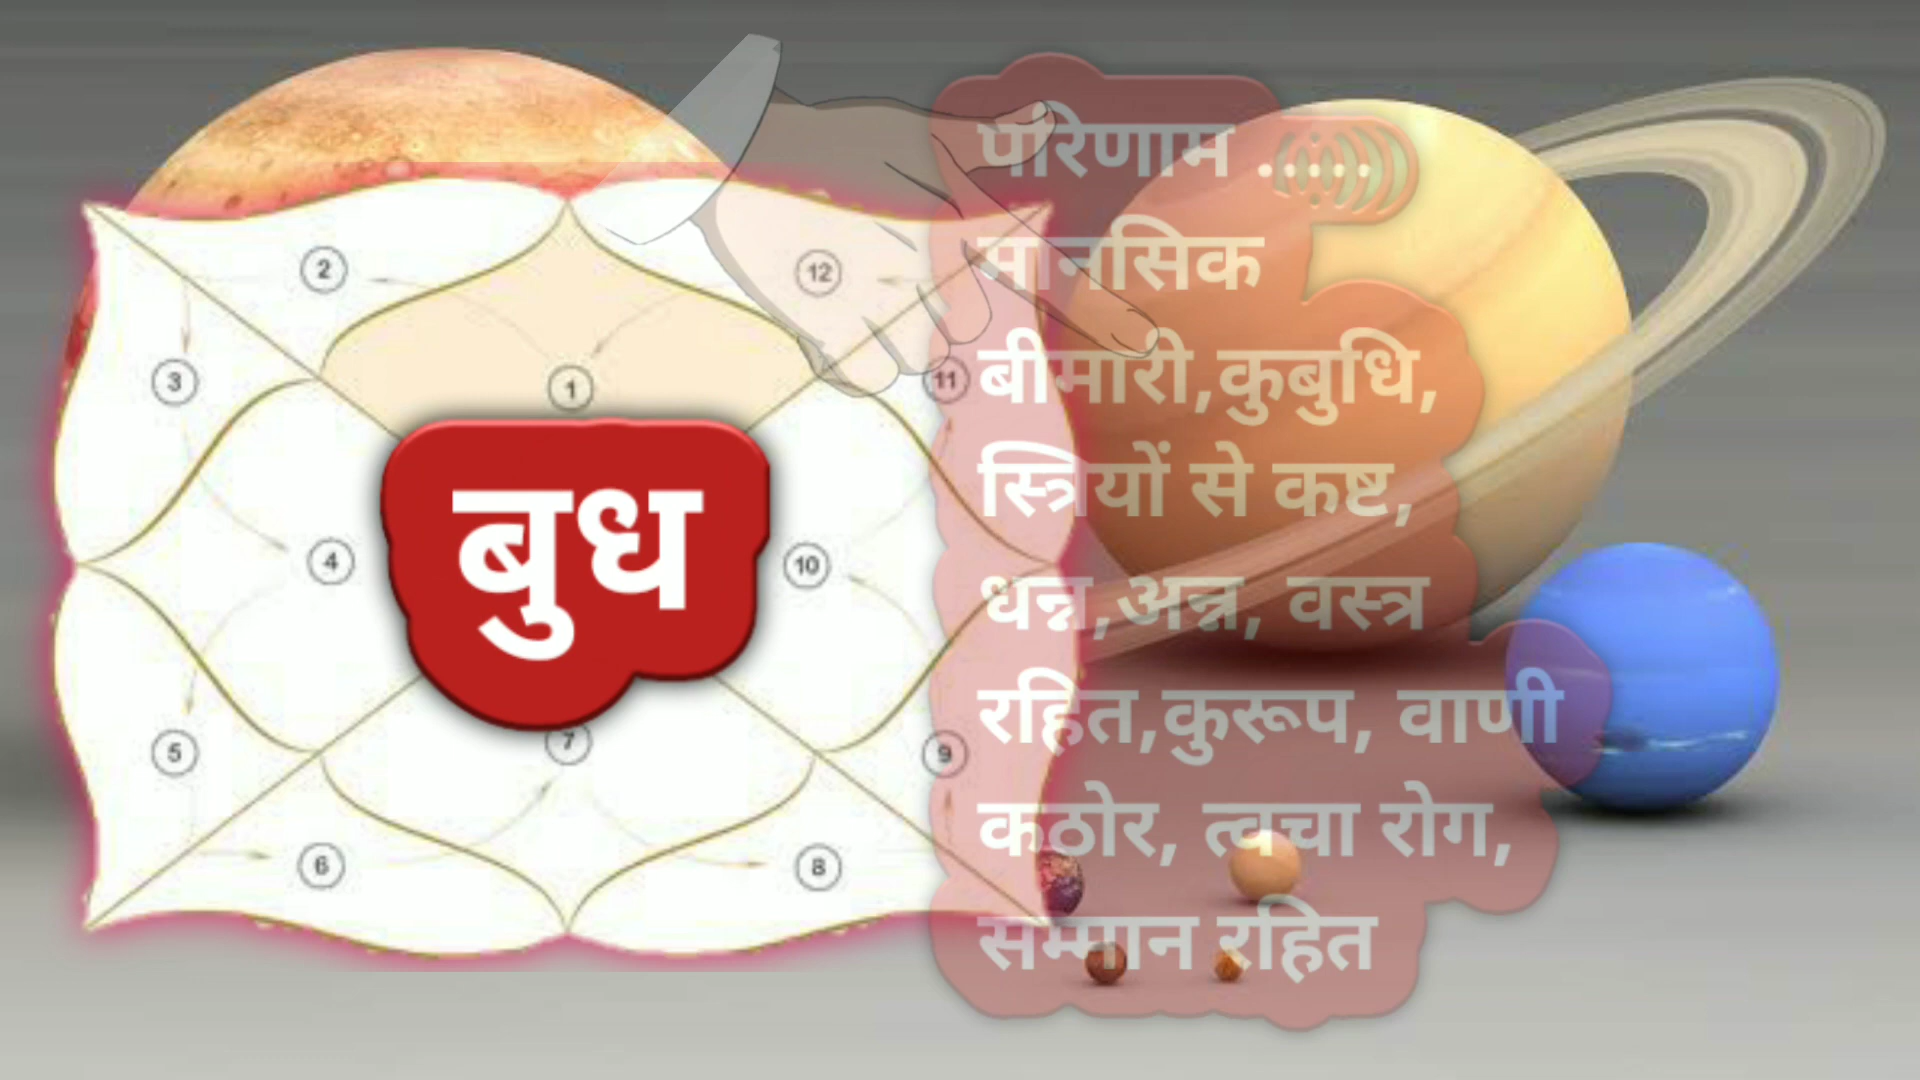 परिणाम .....
मानसिक
बीमारी,कुबुधि,
स्त्रियों से कष्ट,
धन्न,अन्न, वस्त्र
रहित,कुरूप, वाणी
कठोर, त्वचा रोग,
सम्मान रहित
बुध
2
12
3
1
11
4
10
5
7
9
6
8